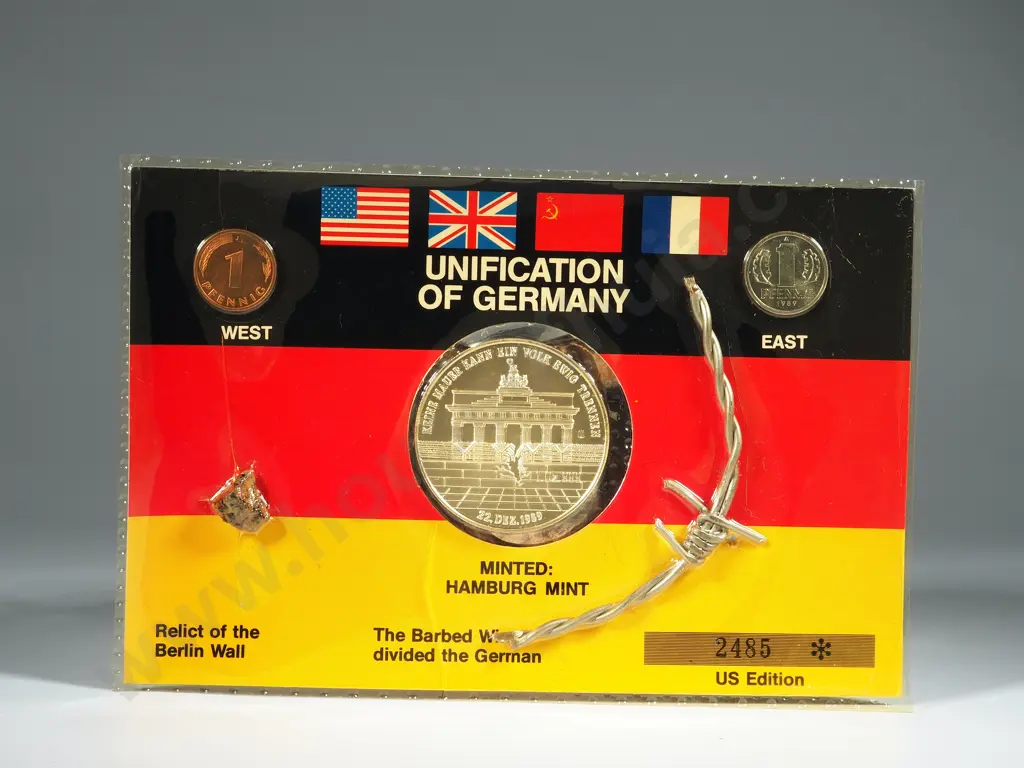 UNIFICATION
OF GERMANY
1
PFENNIG
WEST
1
PFENNIG
1989
EAST
KEINE MAUER KANN EIN VOLK EWIG TRENNEN
22. DEZ. 1989
MINTED:
HAMBURG MINT
Relict of the
Berlin Wall
The Barbed
divided the German
2485 *
US Edition